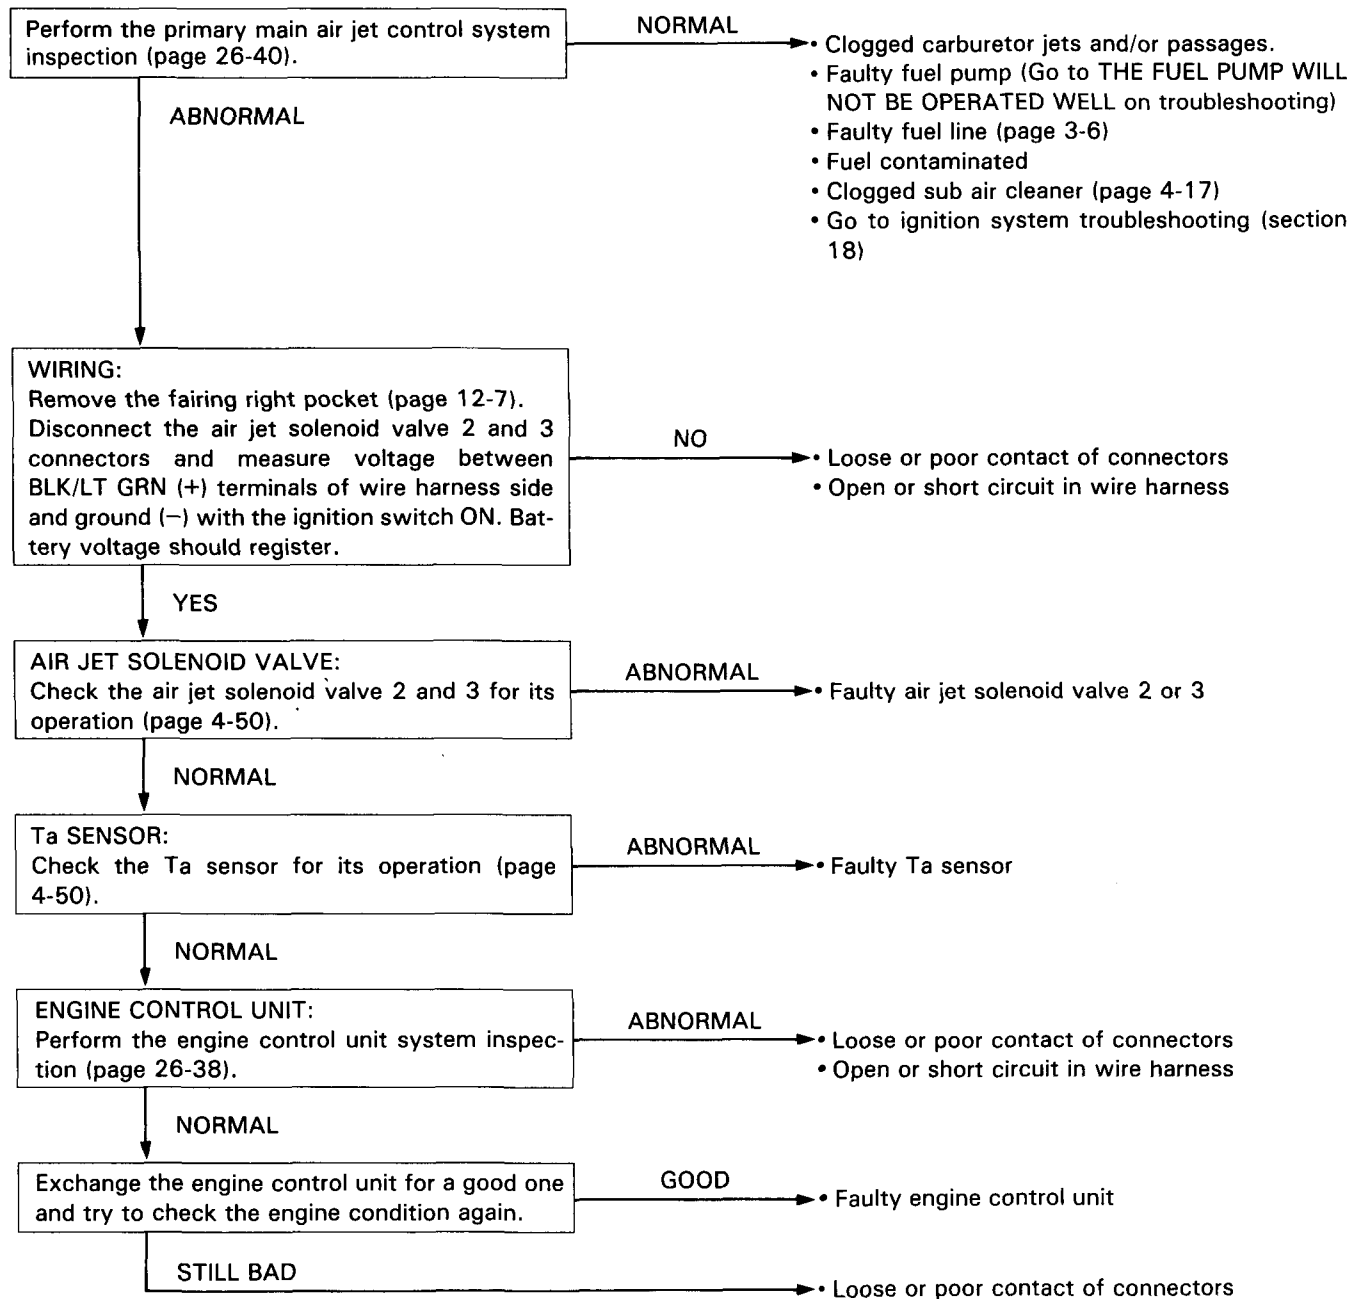 Perform the primary main air jet control system
inspection (page 26-40).
NORMAL
• Clogged carburetor jets and/or passages.
• Faulty fuel pump (Go to THE FUEL PUMP WILL
NOT BE OPERATED WELL on troubleshooting)
• Faulty fuel line (page 3-6)
• Fuel contaminated
• Clogged sub air cleaner (page 4-17)
• Go to ignition system troubleshooting (section
18)
ABNORMAL
WIRING:
Remove the fairing right pocket (page 12-7).
Disconnect the air jet solenoid valve 2 and 3
connectors and measure voltage between
BLK/LT GRN (+) terminals of wire harness side
and ground (−) with the ignition switch ON. Bat-
tery voltage should register.
NO
• Loose or poor contact of connectors
• Open or short circuit in wire harness
YES
AIR JET SOLENOID VALVE:
Check the air jet solenoid valve 2 and 3 for its
operation (page 4-50).
ABNORMAL
• Faulty air jet solenoid valve 2 or 3
NORMAL
Ta SENSOR:
Check the Ta sensor for its operation (page
4-50).
ABNORMAL
• Faulty Ta sensor
NORMAL
ENGINE CONTROL UNIT:
Perform the engine control unit system inspec-
tion (page 26-38).
ABNORMAL
• Loose or poor contact of connectors
• Open or short circuit in wire harness
NORMAL
Exchange the engine control unit for a good one
and try to check the engine condition again.
GOOD
• Faulty engine control unit
STILL BAD
• Loose or poor contact of connectors